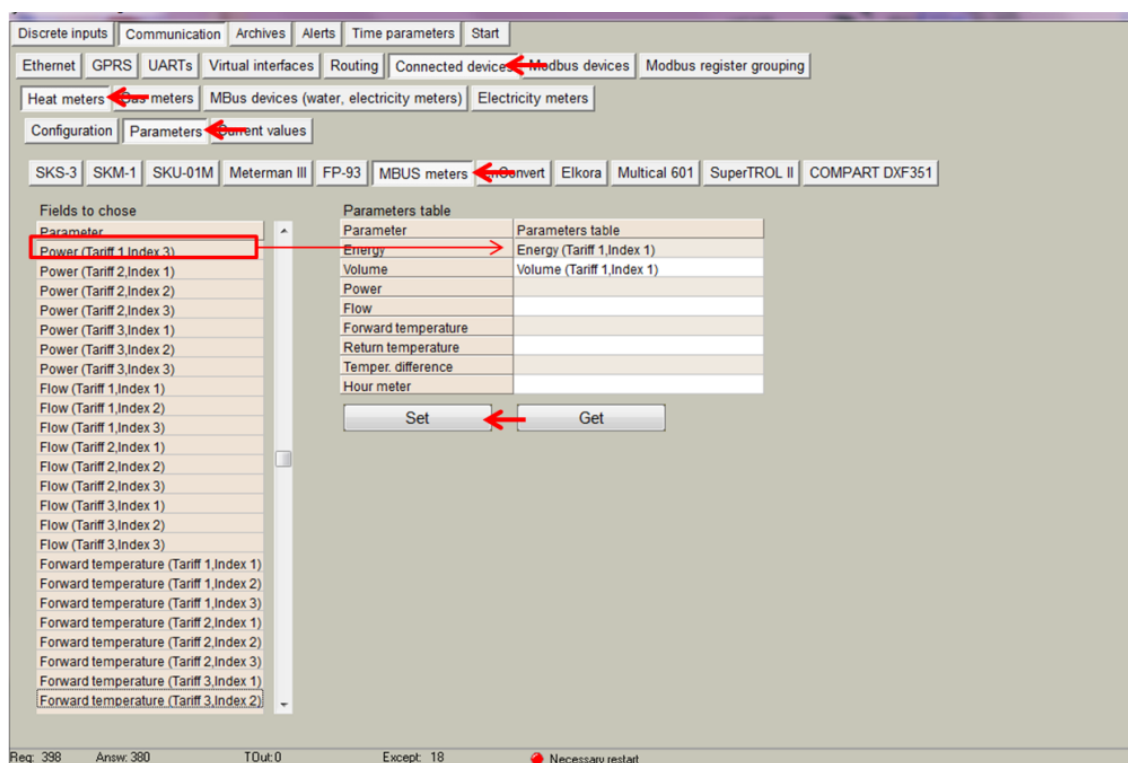 Discrete inputs Communication Archives Alerts Time parameters Start
Ethernet GPRS UARTs Virtual interfaces Routing Connected devices Modbus devices Modbus register grouping
Heat meters Gas meters MBus devices (water, electricity meters) Electricity meters
Configuration Parameters Current values
SKS-3 SKM-1 SKU-01M Meterman III FP-93 MBUS meters Elkora Multical 601 SuperTROL II COMPART DXF351
Fields to chose
Parameter
Power (Tariff 1,Index 3)
Power (Tariff 2,Index 1)
Power (Tariff 2,Index 2)
Power (Tariff 2,Index 3)
Power (Tariff 3,Index 1)
Power (Tariff 3,Index 2)
Power (Tariff 3,Index 3)
Flow (Tariff 1,Index 1)
Flow (Tariff 1,Index 2)
Flow (Tariff 1,Index 3)
Flow (Tariff 2,Index 1)
Flow (Tariff 2,Index 2)
Flow (Tariff 2,Index 3)
Flow (Tariff 3,Index 1)
Flow (Tariff 3,Index 2)
Flow (Tariff 3,Index 3)
Forward temperature (Tariff 1,Index 1)
Forward temperature (Tariff 1,Index 2)
Forward temperature (Tariff 1,Index 3)
Forward temperature (Tariff 2,Index 1)
Forward temperature (Tariff 2,Index 2)
Forward temperature (Tariff 2,Index 3)
Forward temperature (Tariff 3,Index 1)
Forward temperature (Tariff 3,Index 2)
Parameters table
Parameter Parameters table
Energy Energy (Tariff 1,Index 1)
Volume Volume (Tariff 1,Index 1)
Power
Flow
Forward temperature
Return temperature
Temper. difference
Hour meter
Set Get
Req: 398 Answ: 380 TOut: 0 Except: 18 Necessary restart